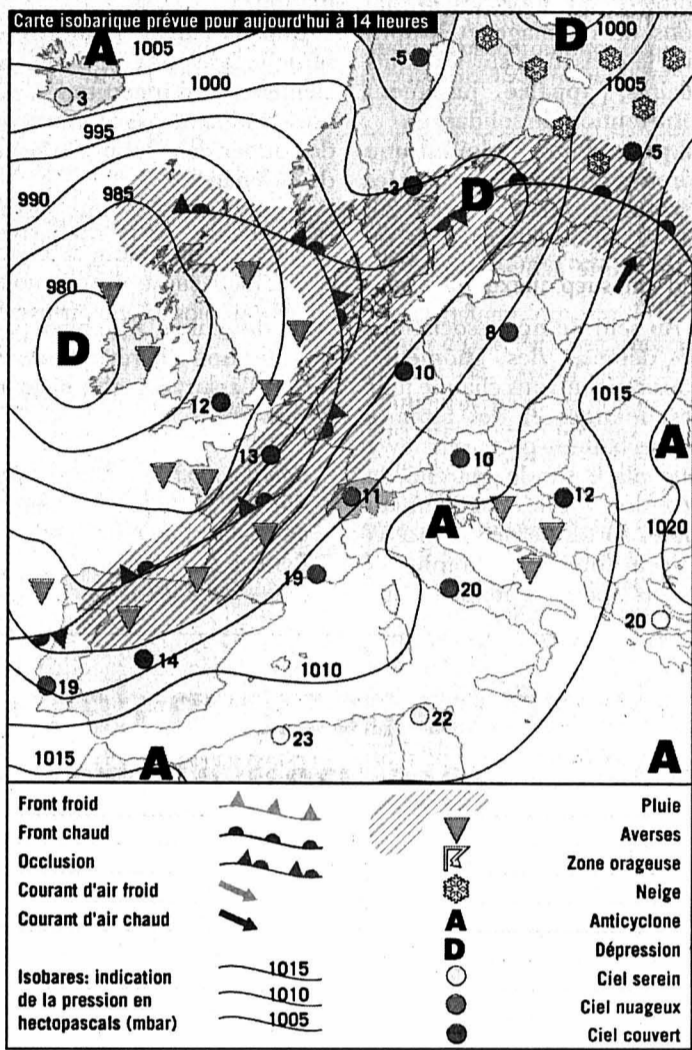 Carte isobarique prévue pour aujourd'hui à 14 heures
A
1005
-5
D
1000
1005
3
1000
995
-5
-3
990
985
D
980
8
D
10
1015
12
A
13
10
11
12
A
1020
19
20
20
14
1010
19
22
23
1015
A
A
Front froid
Pluie
Front chaud
Averses
Occlusion
Zone orageuse
Courant d'air froid
Neige
Courant d'air chaud
A
Anticyclone
D
Dépression
Isobares: indication
1015
Ciel serein
de la pression en
1010
Ciel nuageux
hectopascals (mbar)
1005
Ciel couvert